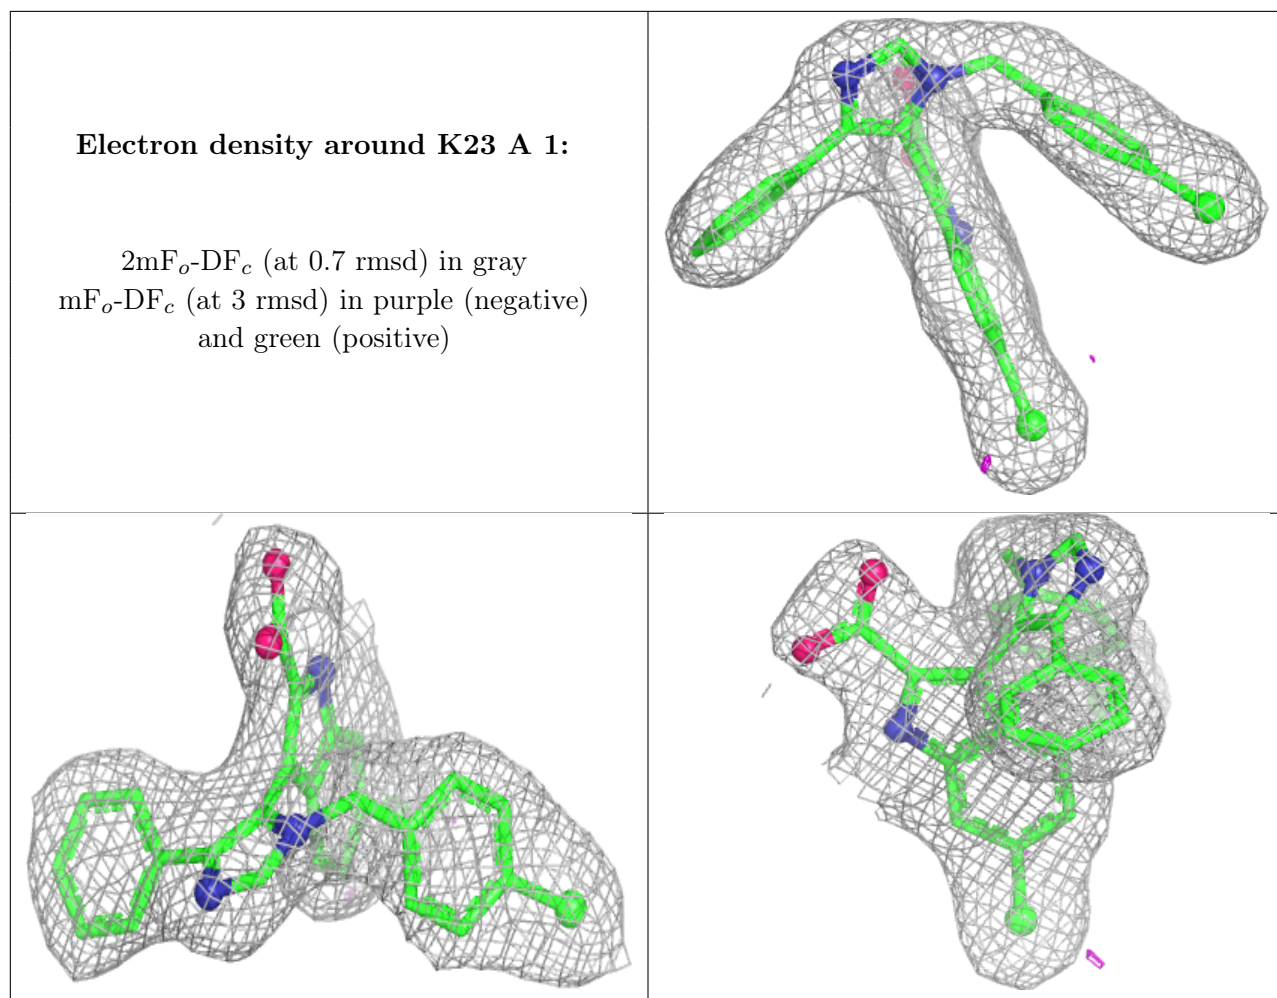 Electron density around K23 A 1:
2mFo-DFc (at 0.7 rmsd) in gray
mFo-DFc (at 3 rmsd) in purple (negative)
and green (positive)